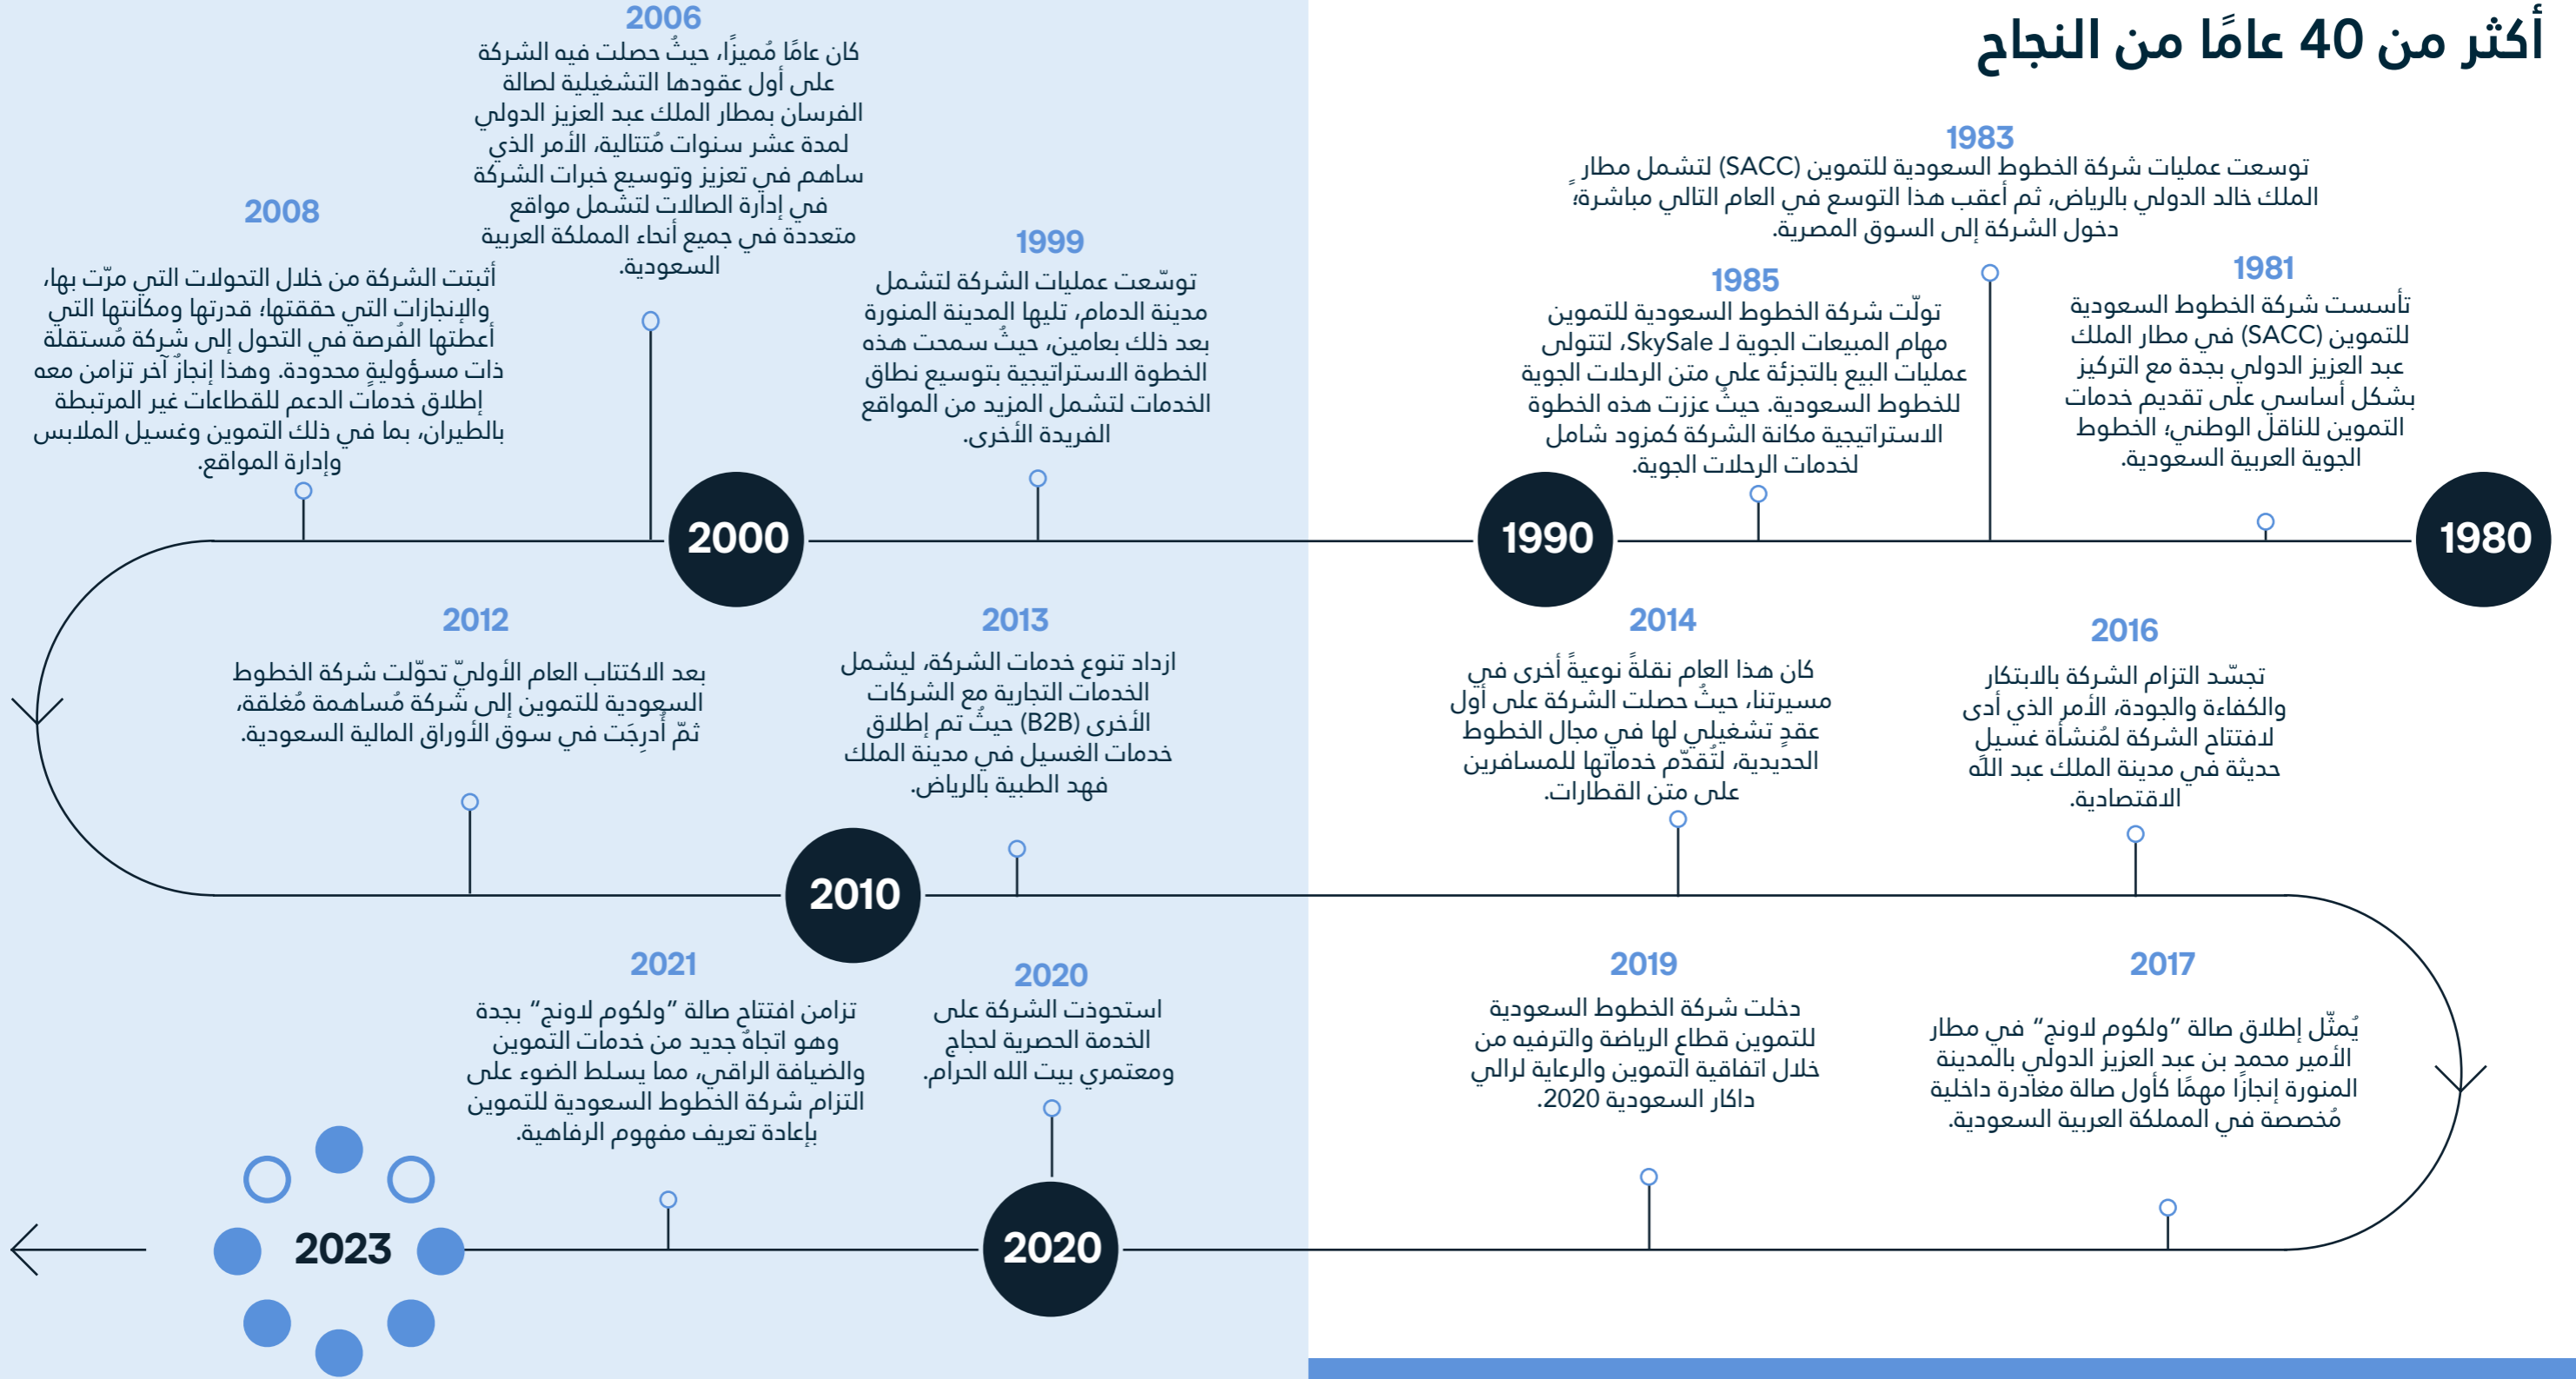 أكثر من 40 عامًا من النجاح
1980
1981
تأسست شركة الخطوط السعودية
للتموين (SACC) في مطار الملك
عبد العزيز الدولي بجدة مع التركيز
بشكل أساسي على تقديم خدمات
التموين للناقل الوطني؛ الخطوط
الجوية العربية السعودية.
1983
توسعت عمليات شركة الخطوط السعودية للتموين (SACC) لتشمل مطار
الملك خالد الدولي بالرياض، ثم أعقب هذا التوسع في العام التالي مباشرة؛ٍ
دخول الشركة إلى السوق المصرية.
1985
تولّت شركة الخطوط السعودية للتموين
مهام المبيعات الجوية لـ SkySale، لتتولى
عمليات البيع بالتجزئة على متن الرحلات الجوية
للخطوط السعودية. حيثُ عززت هذه الخطوة
الاستراتيجية مكانة الشركة كمزود شامل
لخدمات الرحلات الجوية.
1990
1999
توسّعت عمليات الشركة لتشمل
مدينة الدمام، تليها المدينة المنورة
بعد ذلك بعامين، حيثُ سمحت هذه
الخطوة الاستراتيجية بتوسيع نطاق
الخدمات لتشمل المزيد من المواقع
الفريدة الأخرى.
2000
2006
كان عامًا مُميزًا، حيثُ حصلت فيه الشركة
على أول عقودها التشغيلية لصالة
الفرسان بمطار الملك عبد العزيز الدولي
لمدة عشر سنوات مُتتالية، الأمر الذي
ساهم في تعزيز وتوسيع خبرات الشركة
في إدارة الصالات لتشمل مواقع
متعددة في جميع أنحاء المملكة العربية
السعودية.
2008
أثبتت الشركة من خلال التحولات التي مرّت بها،
والإنجازات التي حققتها؛ قدرتها ومكانتها التي
أعطتها الفُرصة في التحول إلى شركة مُستقلة
ذات مسؤوليةٍ محدودة. وهذا إنجازٌ آخر تزامن معه
إطلاق خدمات الدعم للقطاعات غير المرتبطة
بالطيران، بما في ذلك التموين وغسيل الملابس
وإدارة المواقع.
2012
بعد الاكتتاب العام الأوليّ تحوّلت شركة الخطوط
السعودية للتموين إلى شركة مُساهمة مُغلقة،
ثمّ أُدرِجَت في سوق الأوراق المالية السعودية.
2010
2013
ازداد تنوع خدمات الشركة، ليشمل
الخدمات التجارية مع الشركات
الأخرى (B2B) حيثُ تم إطلاق
خدمات الغسيل في مدينة الملك
فهد الطبية بالرياض.
2014
كان هذا العام نقلةً نوعيةً أخرى في
مسيرتنا، حيثُ حصلت الشركة على أول
عقدٍ تشغيلي لها في مجال الخطوط
الحديدية، لتُقدّم خدماتها للمسافرين
على متن القطارات.
2016
تجسّد التزام الشركة بالابتكار
والكفاءة والجودة، الأمر الذي أدى
لافتتاح الشركة لمُنشأة غسيلٍ
حديثة في مدينة الملك عبد الله
الاقتصادية.
2017
يُمثّل إطلاق صالة “ولكوم لاونج“ في مطار
الأمير محمد بن عبد العزيز الدولي بالمدينة
المنورة إنجازًا مهمًا كأول صالة مغادرة داخلية
مُخصصة في المملكة العربية السعودية.
2019
دخلت شركة الخطوط السعودية
للتموين قطاع الرياضة والترفيه من
خلال اتفاقية التموين والرعاية لرالي
داكار السعودية 2020.
2020
استحوذت الشركة على
الخدمة الحصرية لحجاج
ومعتمري بيت الله الحرام.
2020
2021
تزامن افتتاح صالة “ولكوم لاونج“ بجدة
وهو اتجاهٌ جديد من خدمات التموين
والضيافة الراقي، مما يسلط الضوء على
التزام شركة الخطوط السعودية للتموين
بإعادة تعريف مفهوم الرفاهية.
2023